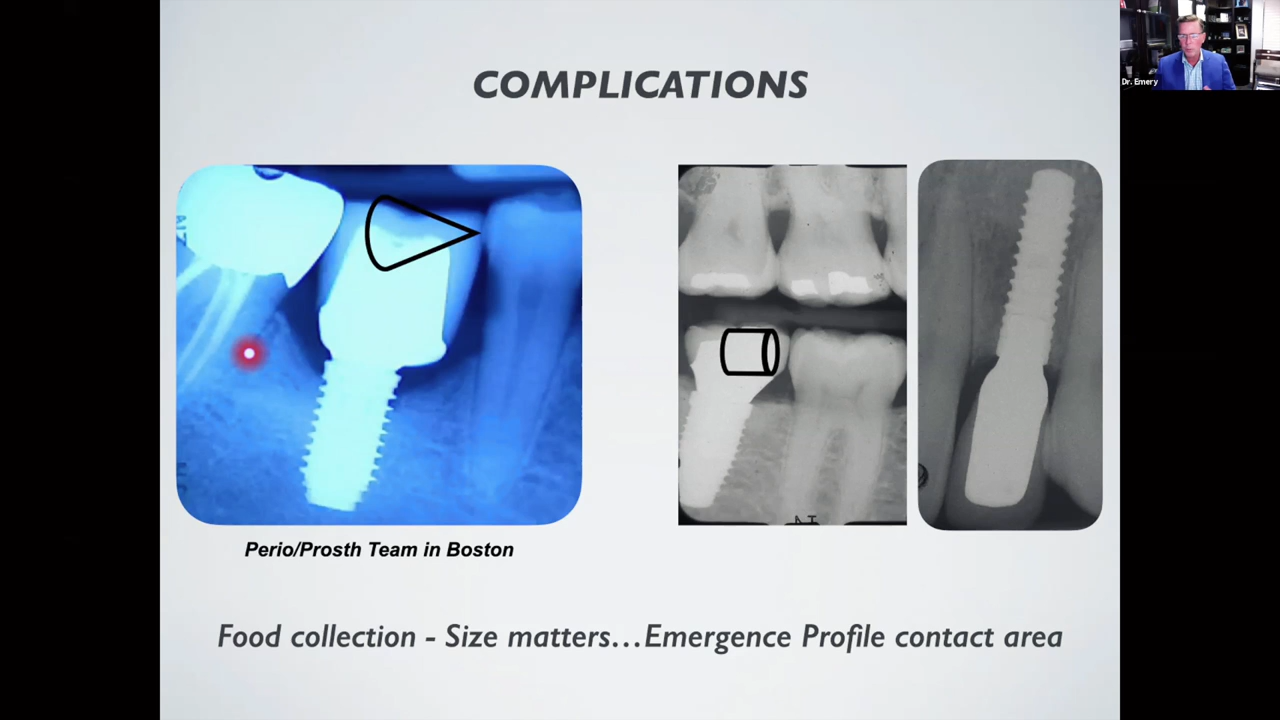 COMPLICATIONS
Dr. Emery
Perio/Prosth Team in Boston
Food collection - Size matters...Emergence Profile contact area